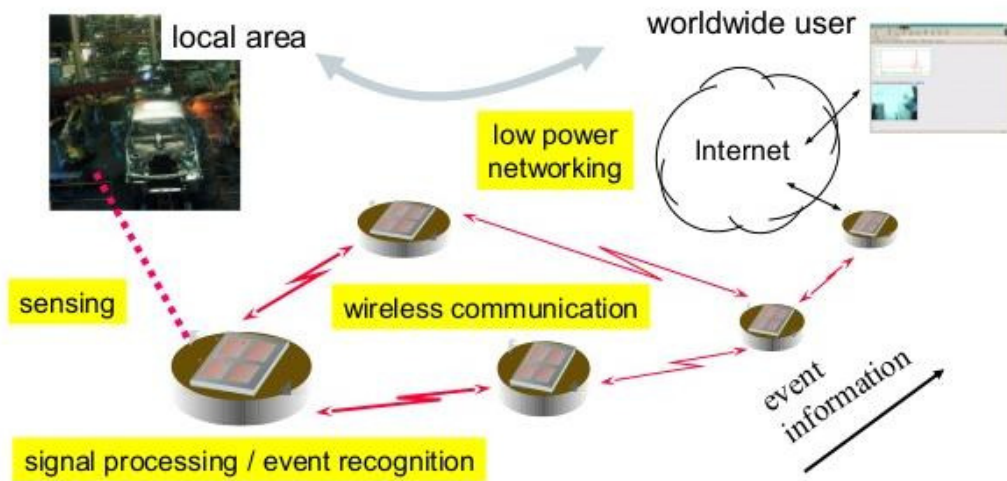 local area
worldwide user
low power
networking
Internet
sensing
wireless communication
event
information
signal processing / event recognition